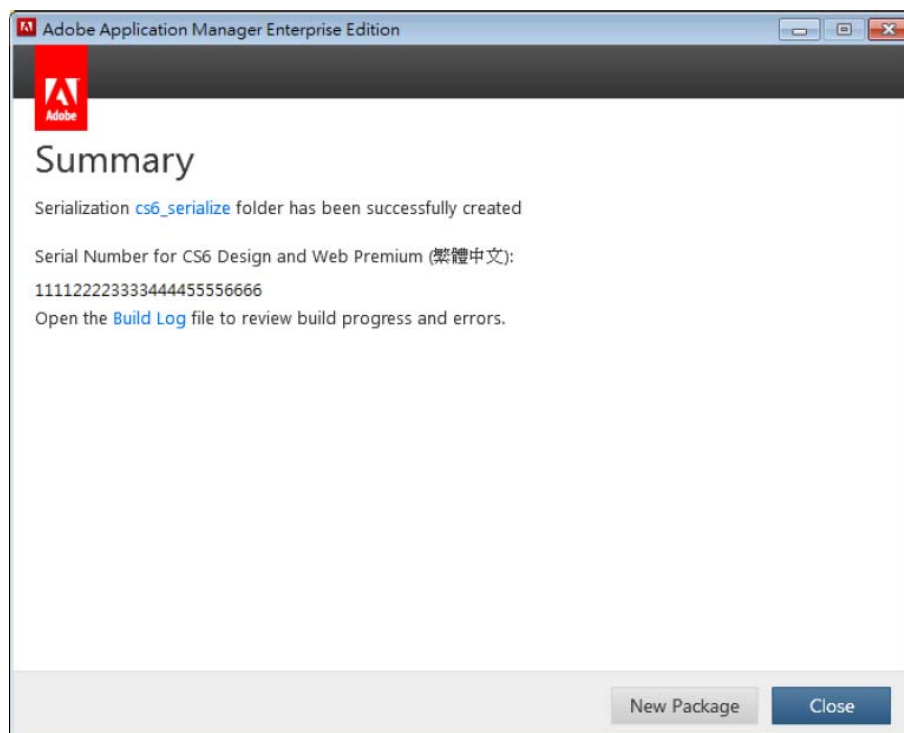 Adobe Application Manager Enterprise Edition
Adobe
Summary
Serialization cs6_serialize folder has been successfully created
Serial Number for CS6 Design and Web Premium (繁體中文):
111122223333444455556666
Open the Build Log file to review build progress and errors.
New Package
Close